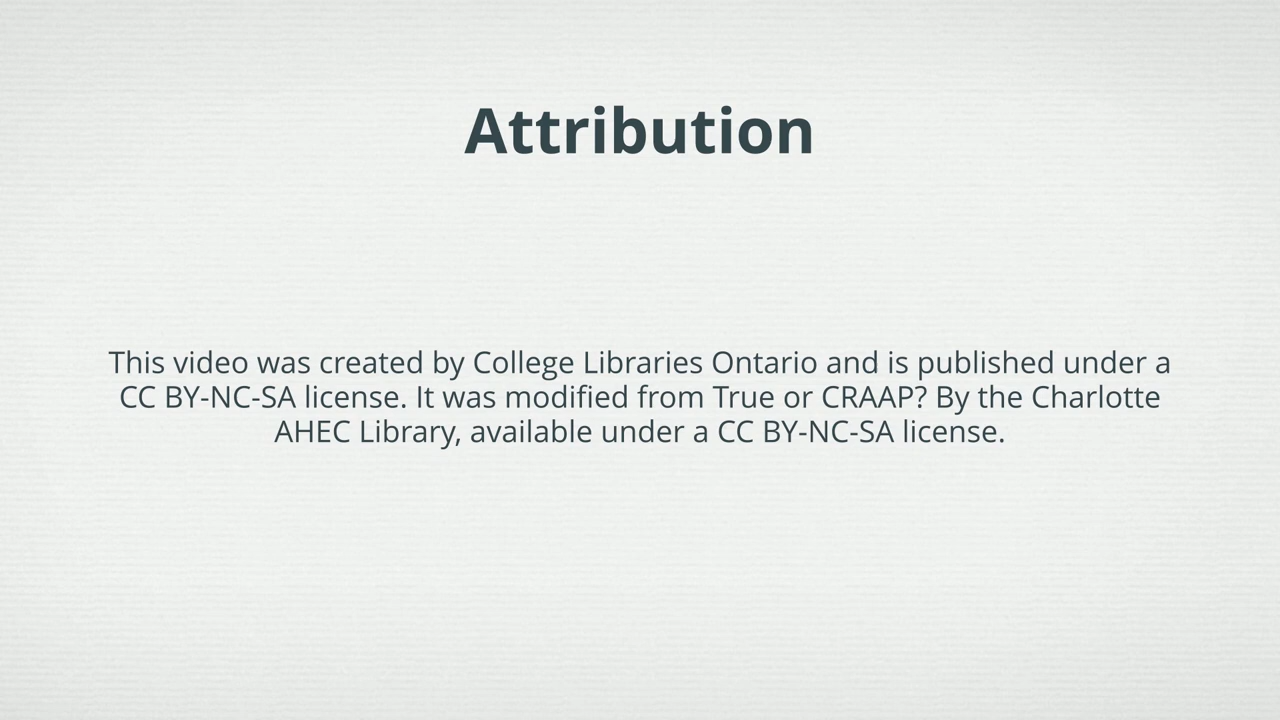 Attribution
This video was created by College Libraries Ontario and is published under a
CC BY-NC-SA license. It was modified from True or CRAAP? By the Charlotte
AHEC Library, available under a CC BY-NC-SA license.